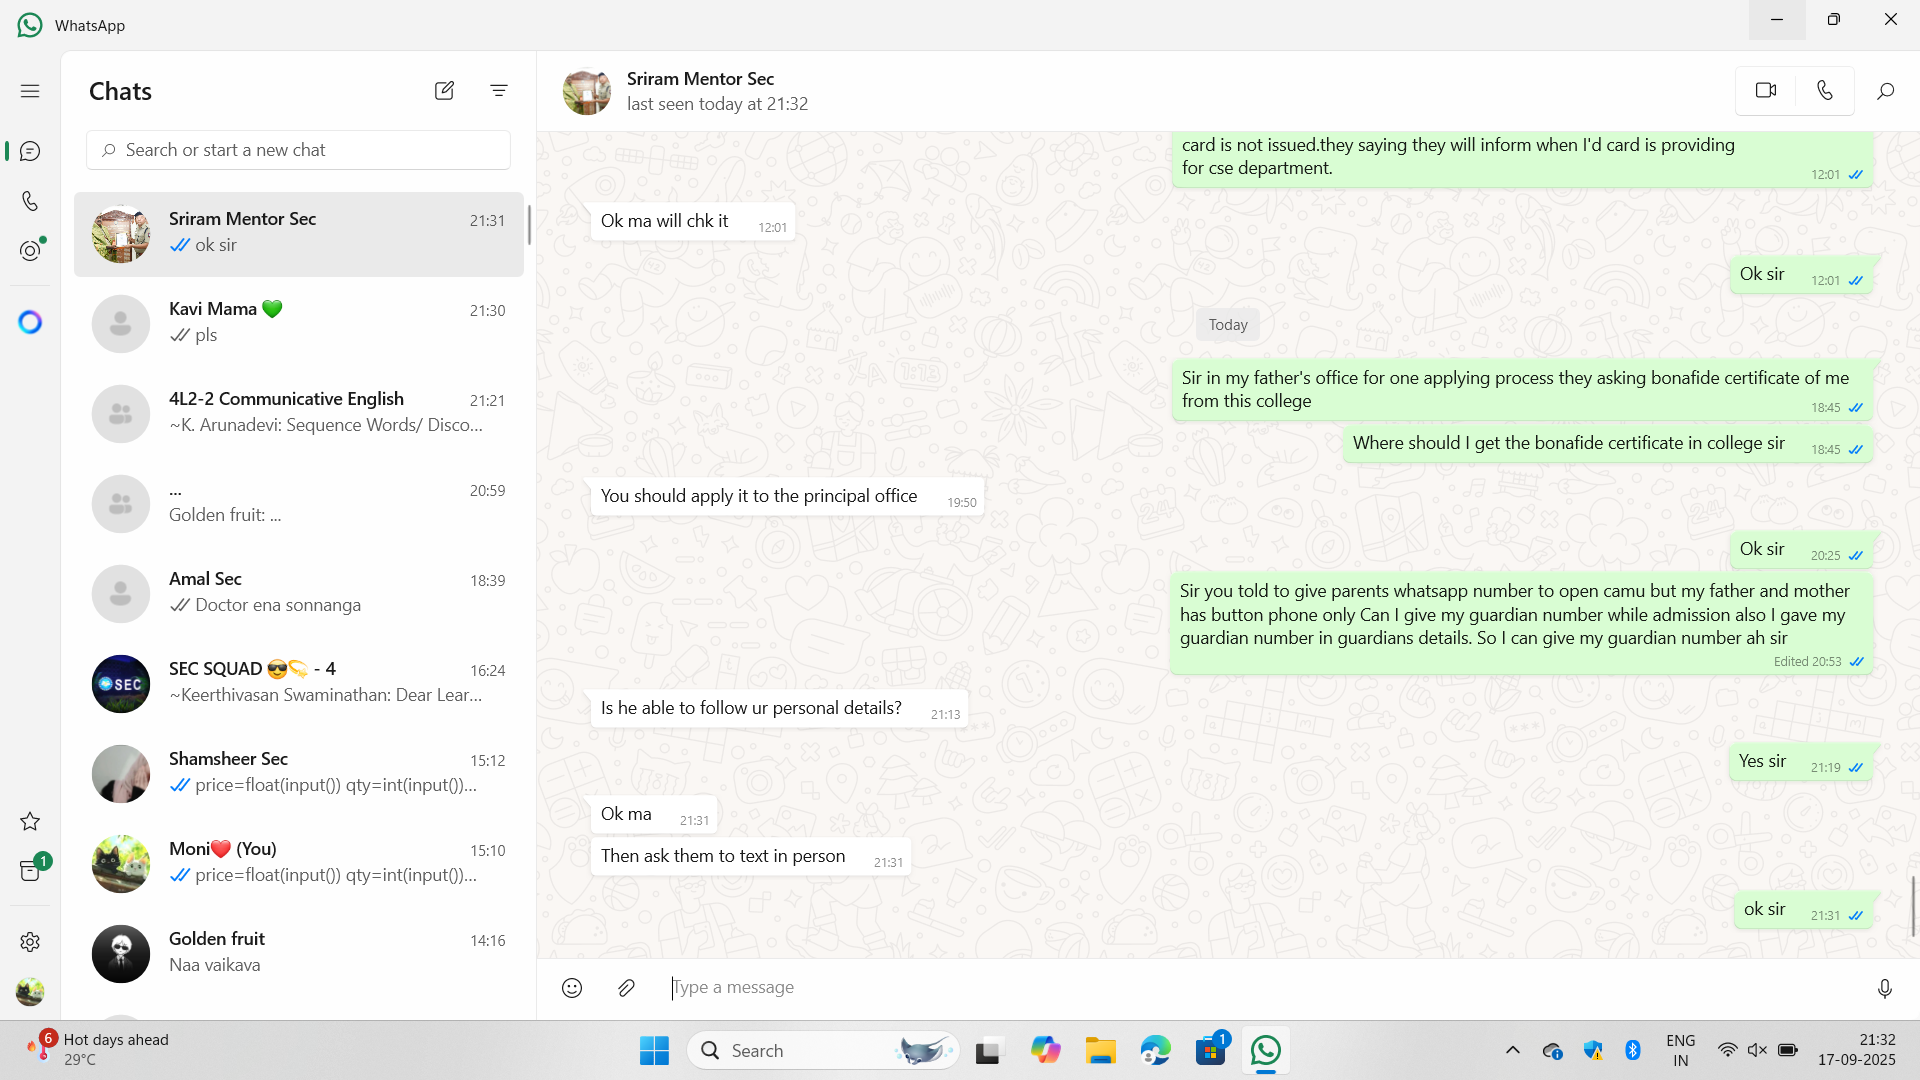 WhatsApp
Chats
Search or start a new chat
Sriram Mentor Sec
21:31
ok sir
Kavi Mama 💚
21:30
pls
4L2-2 Communicative English
21:21
~K. Arunadevi: Sequence Words/ Disco...
...
20:59
Golden fruit: ...
Amal Sec
18:39
Doctor ena sonnanga
SEC SQUAD 😎💫 - 4
16:24
~Keerthivasan Swaminathan: Dear Lear...
Shamsheer Sec
15:12
price=float(input()) qty=int(input())...
Moni❤️ (You)
15:10
price=float(input()) qty=int(input())...
Golden fruit
14:16
Naa vaikava
1
SEC
Sriram Mentor Sec
last seen today at 21:32
card is not issued.they saying they will inform when I'd card is providing
for cse department.
12:01
Ok ma will chk it
12:01
Ok sir
12:01
Today
Sir in my father's office for one applying process they asking bonafide certificate of me
from this college
18:45
Where should I get the bonafide certificate in college sir
18:45
You should apply it to the principal office
19:50
Ok sir
20:25
Sir you told to give parents whatsapp number to open camu but my father and mother
has button phone only Can I give my guardian number while admission also I gave my
guardian number in guardians details. So I can give my guardian number ah sir
Edited 20:53
Is he able to follow ur personal details?
21:13
Yes sir
21:19
Ok ma
21:31
Then ask them to text in person
21:31
ok sir
21:31
Type a message
6
Hot days ahead
29°C
Search
1
ENG
IN
21:32
17-09-2025